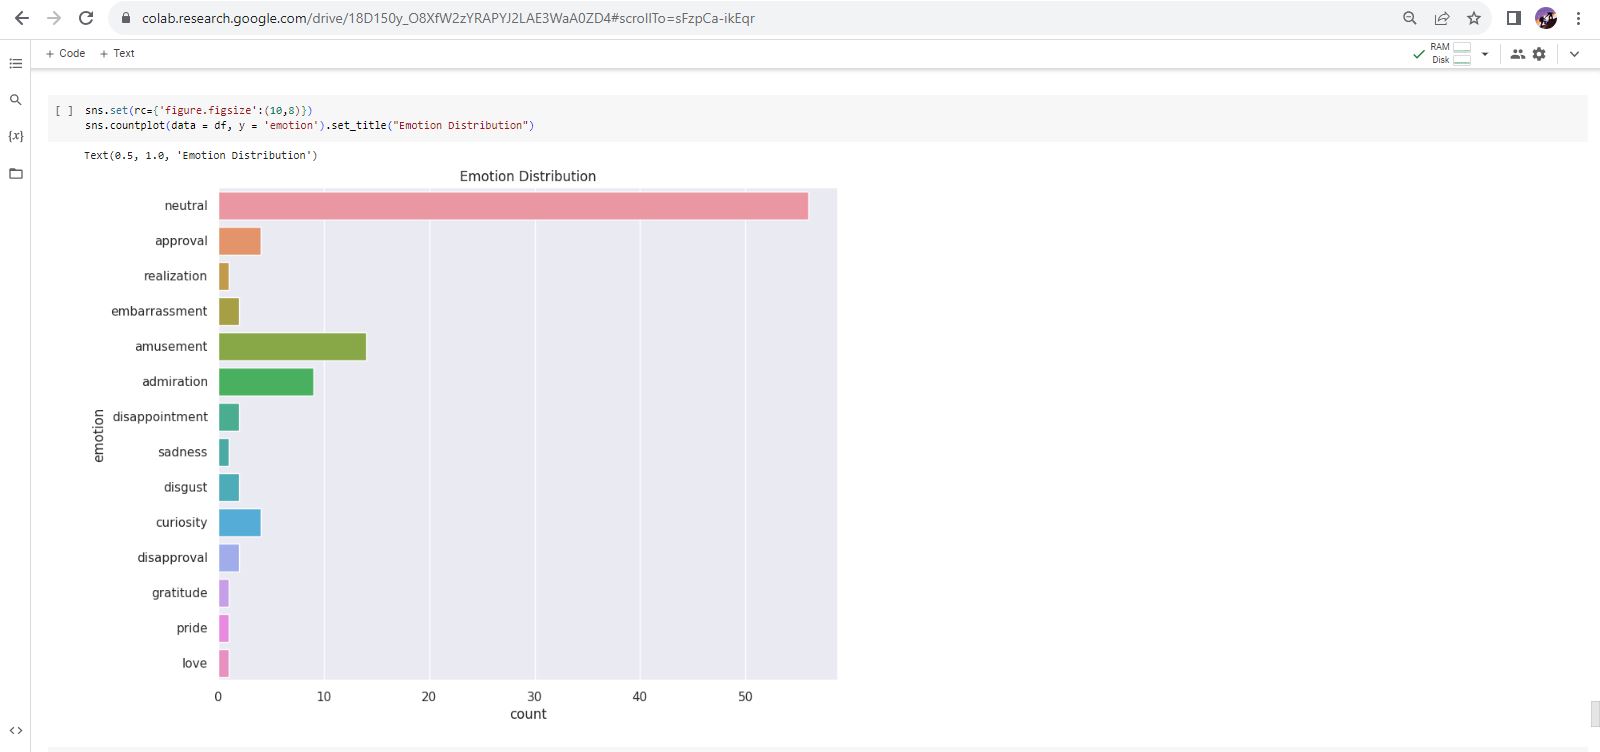 colab.research.google.com/drive/18D150y_O8XfW2zYRAPYJ2LAE3WaA0ZD4#scrollTo=sFzpCa-ikEqr
+ Code + Text
RAM
Disk
{x}
[ ] sns.set(rc={'figure.figsize':(10,8)})
sns.countplot(data = df, y = 'emotion').set_title("Emotion Distribution")
Text(0.5, 1.0, 'Emotion Distribution')
Emotion Distribution
neutral
approval
realization
embarrassment
amusement
admiration
disappointment
emotion
sadness
disgust
curiosity
disapproval
gratitude
pride
love
0 10 20 30 40 50
count
<>